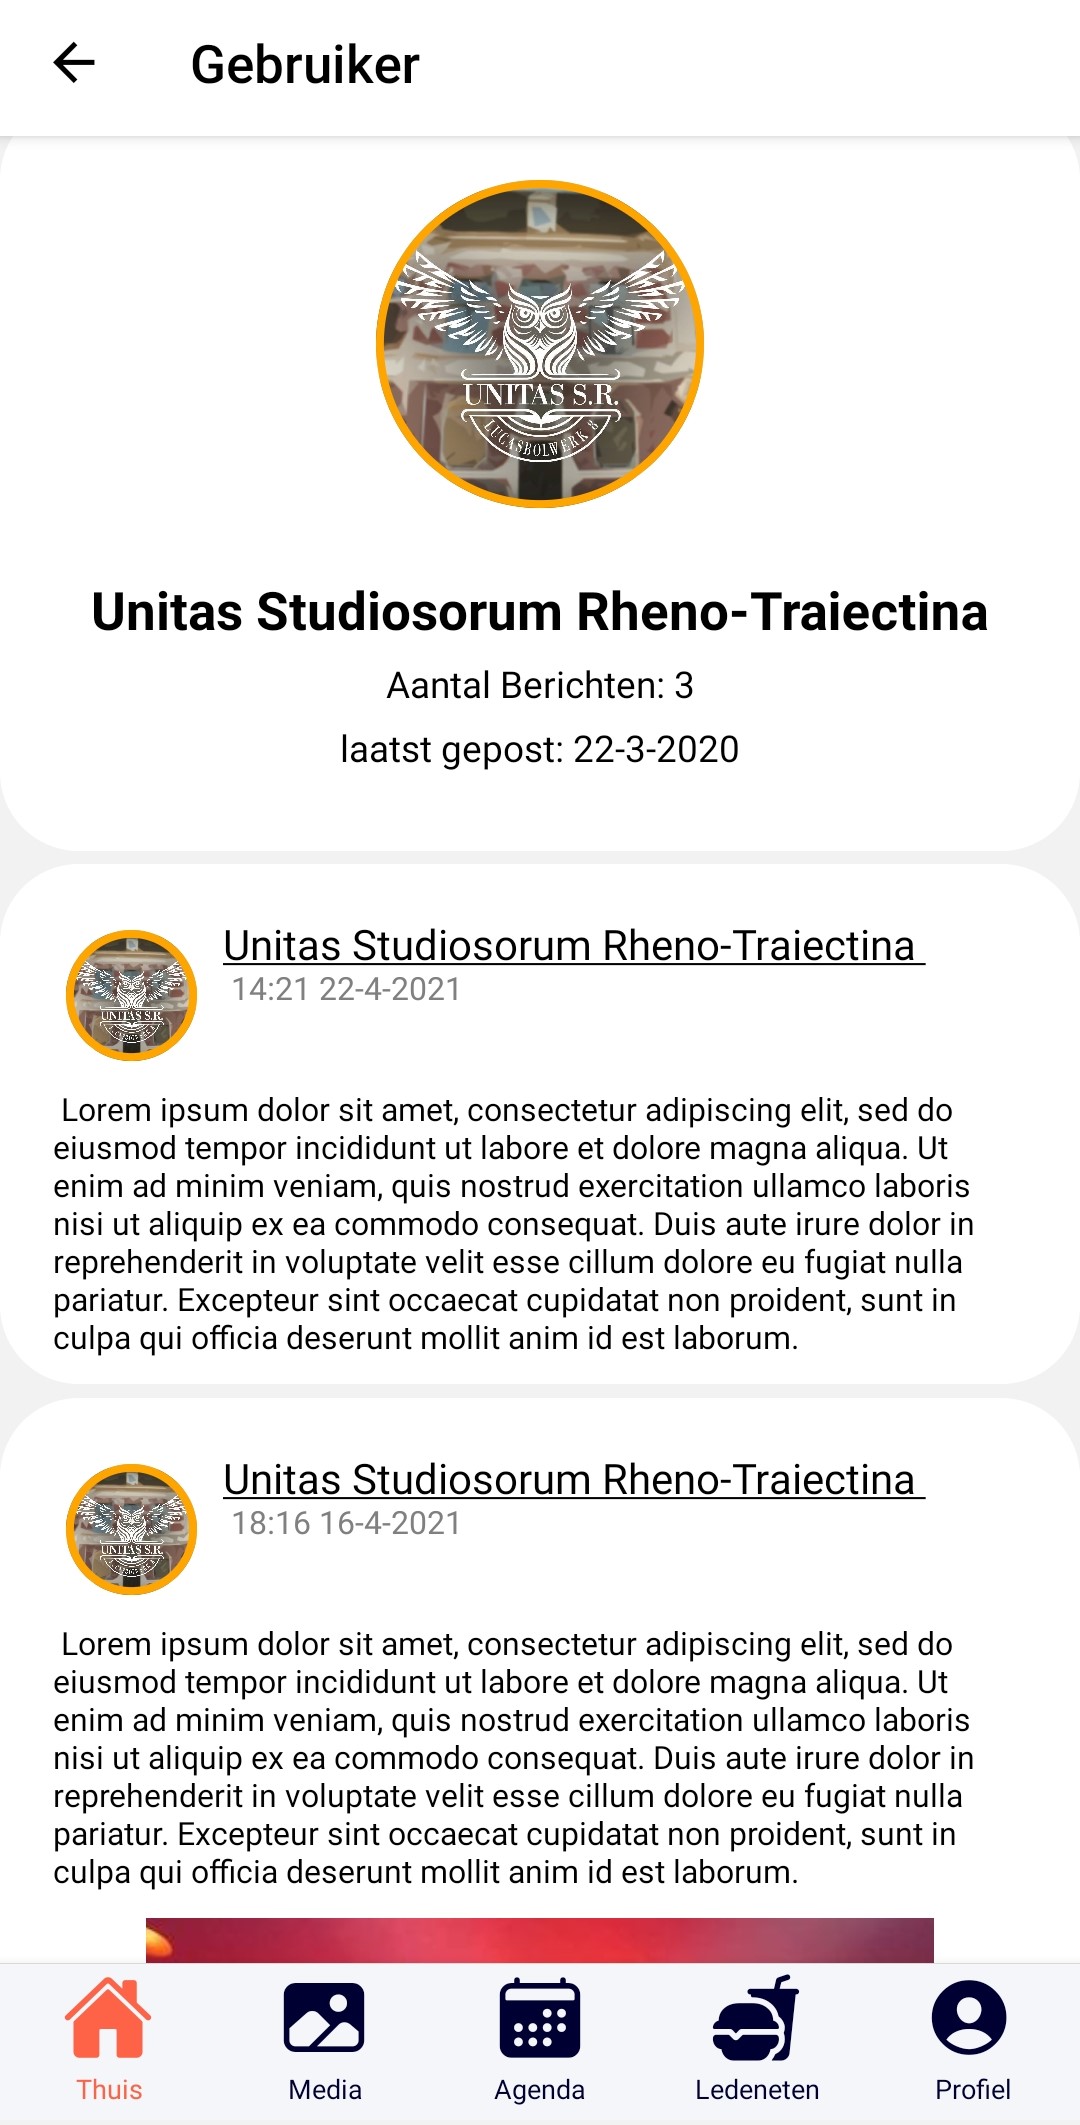 Gebruiker
UNITAS S.R.
LUCASBOLWERK 8
Unitas Studiosorum Rheno-Traiectina
Aantal Berichten: 3
laatst gepost: 22-3-2020
Unitas Studiosorum Rheno-Traiectina
14:21 22-4-2021
UNITAS S.R.
Lorem ipsum dolor sit amet, consectetur adipiscing elit, sed do
eiusmod tempor incididunt ut labore et dolore magna aliqua. Ut
enim ad minim veniam, quis nostrud exercitation ullamco laboris
nisi ut aliquip ex ea commodo consequat. Duis aute irure dolor in
reprehenderit in voluptate velit esse cillum dolore eu fugiat nulla
pariatur. Excepteur sint occaecat cupidatat non proident, sunt in
culpa qui officia deserunt mollit anim id est laborum.
Unitas Studiosorum Rheno-Traiectina
18:16 16-4-2021
UNITAS S.R.
Lorem ipsum dolor sit amet, consectetur adipiscing elit, sed do
eiusmod tempor incididunt ut labore et dolore magna aliqua. Ut
enim ad minim veniam, quis nostrud exercitation ullamco laboris
nisi ut aliquip ex ea commodo consequat. Duis aute irure dolor in
reprehenderit in voluptate velit esse cillum dolore eu fugiat nulla
pariatur. Excepteur sint occaecat cupidatat non proident, sunt in
culpa qui officia deserunt mollit anim id est laborum.
Thuis Media Agenda Ledeneten Profiel